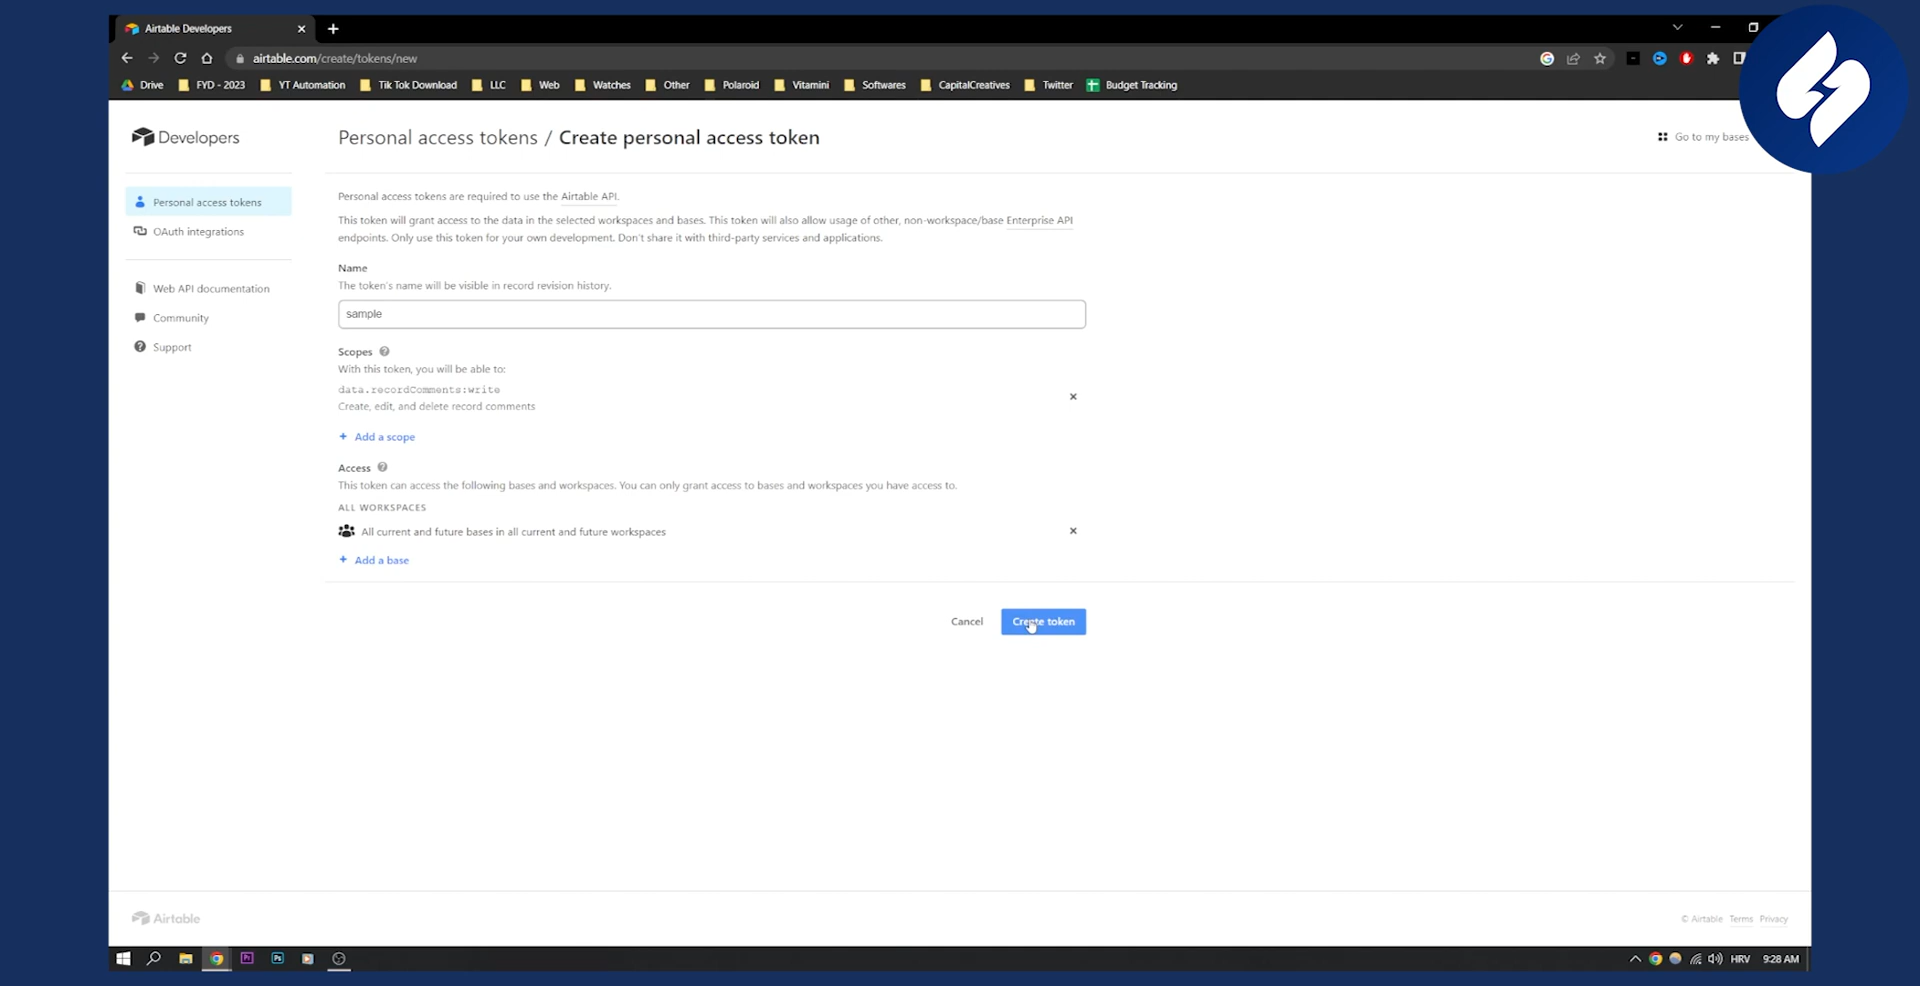 Airtable Developers
airtable.com/create/tokens/new
Drive FYD - 2023 YT Automation Tik Tok Download LLC Web Watches Other Polaroid Vitamini Softwares CapitalCreatives Twitter Budget Tracking
Developers
Personal access tokens / Create personal access token
Go to my bases
Personal access tokens
OAuth integrations
Web API documentation
Community
Support
Personal access tokens are required to use the Airtable API.
This token will grant access to the data in the selected workspaces and bases. This token will also allow usage of other, non-workspace/base Enterprise API
endpoints. Only use this token for your own development. Don't share it with third-party services and applications.
Name
The token's name will be visible in record revision history.
sample
Scopes
With this token, you will be able to:
data.recordComments:write
Create, edit, and delete record comments
+ Add a scope
Access
This token can access the following bases and workspaces. You can only grant access to bases and workspaces you have access to.
ALL WORKSPACES
All current and future bases in all current and future workspaces
+ Add a base
Cancel Create token
Airtable
© Airtable Terms Privacy
Pr Ps
HRV 9:28 AM